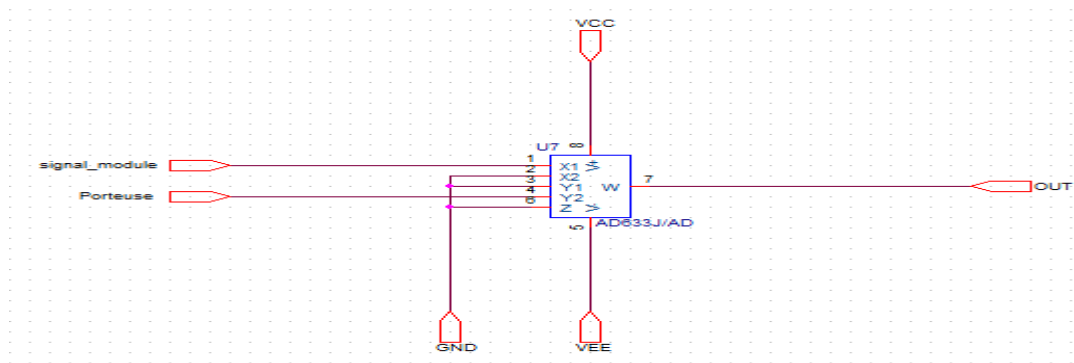 VCC
U7
8
signal_module
1
X1
V+
2
X2
3
Y1
W
7
OUT
Porteuse
4
Y2
6
Z
V-
AD633J/AD
5
GND
VEE